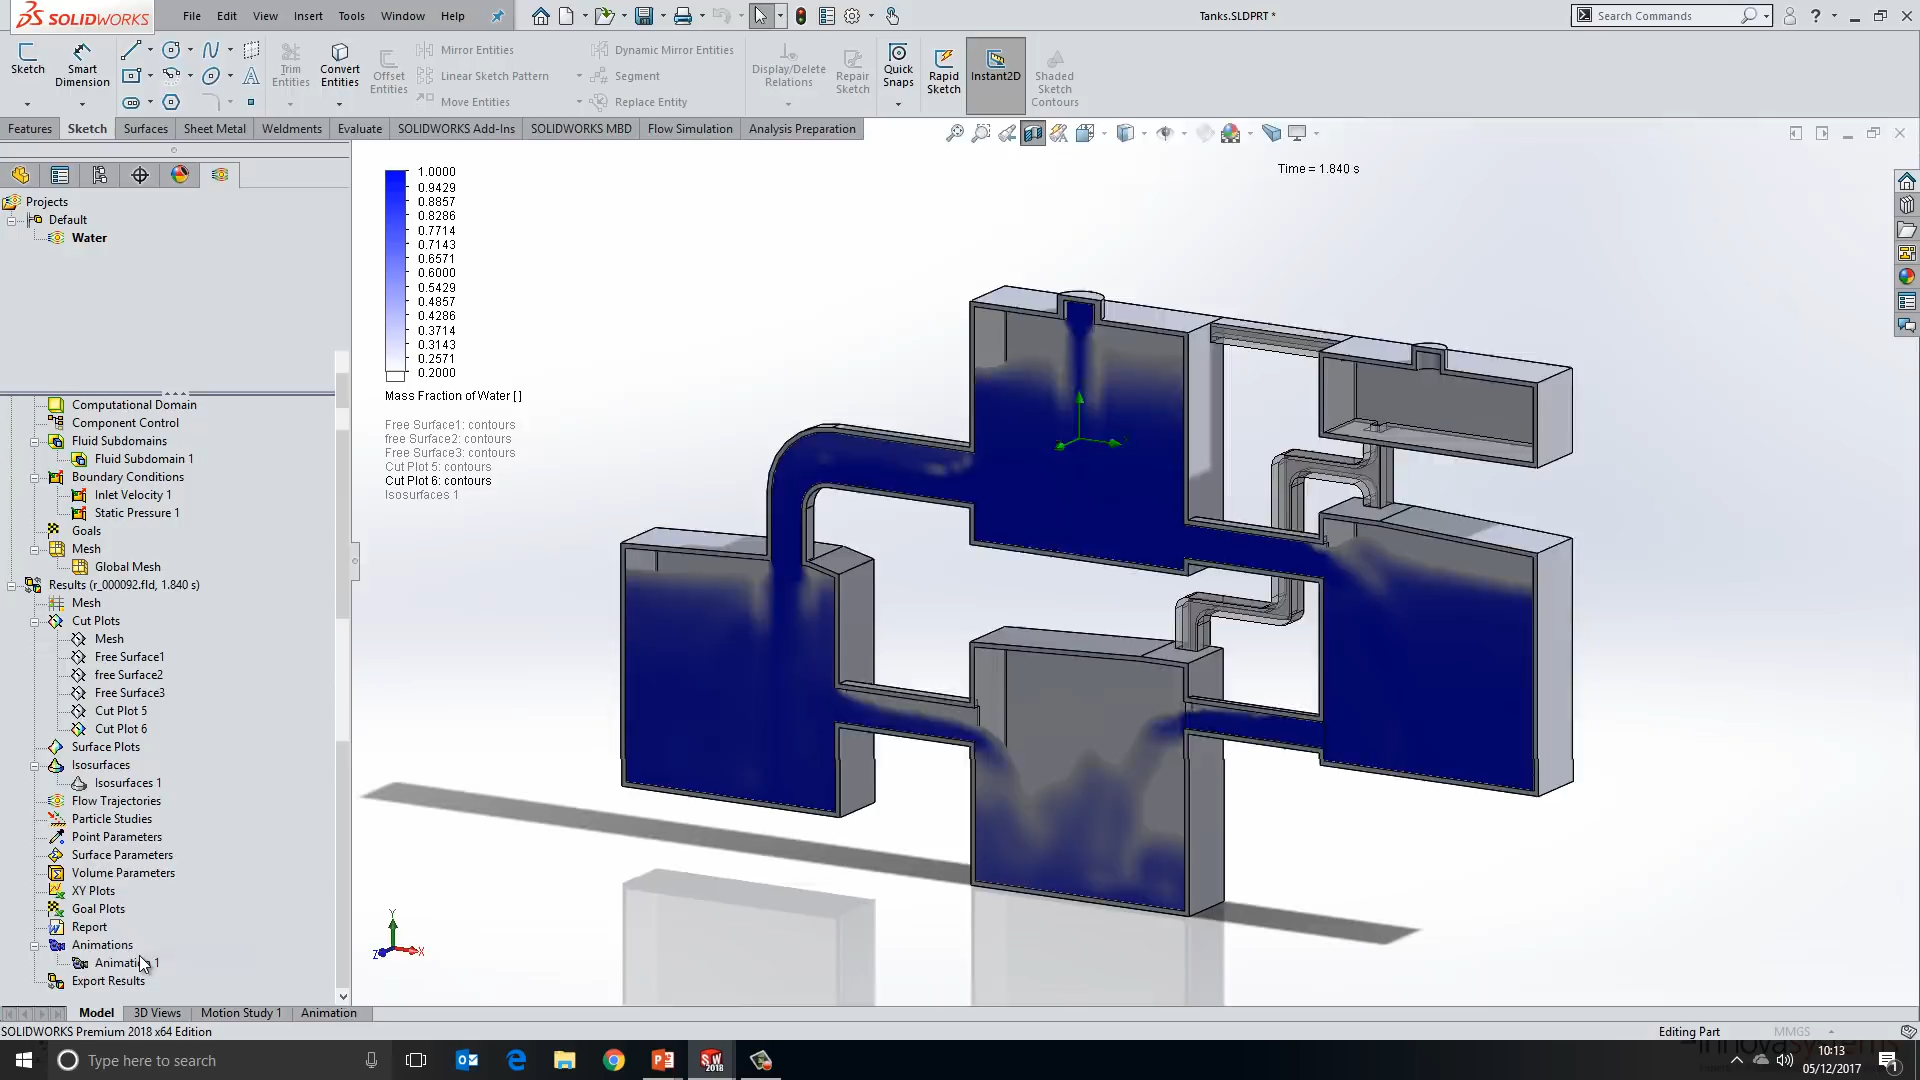 SOLIDWORKS
File Edit View Insert Tools Window Help
Tanks.SLDPRT *
Search Commands
Sketch
Smart Dimension
Trim Entities
Convert Entities
Offset Entities
Mirror Entities
Linear Sketch Pattern
Move Entities
Dynamic Mirror Entities
Segment
Replace Entity
Display/Delete Relations
Repair Sketch
Quick Snaps
Rapid Sketch
Instant2D
Shaded Sketch Contours
Features Sketch Surfaces Sheet Metal Weldments Evaluate SOLIDWORKS Add-Ins SOLIDWORKS MBD Flow Simulation Analysis Preparation
Projects
Default
Water
Computational Domain
Component Control
Fluid Subdomains
Fluid Subdomain 1
Boundary Conditions
Inlet Velocity 1
Static Pressure 1
Goals
Mesh
Global Mesh
Results (r_000092.fld, 1.840 s)
Mesh
Cut Plots
Mesh
Free Surface1
free Surface2
Free Surface3
Cut Plot 5
Cut Plot 6
Surface Plots
Isosurfaces
Isosurfaces 1
Flow Trajectories
Particle Studies
Point Parameters
Surface Parameters
Volume Parameters
XY Plots
Goal Plots
Report
Animations
Animation 1
Export Results
1.0000
0.9429
0.8857
0.8286
0.7714
0.7143
0.6571
0.6000
0.5429
0.4857
0.4286
0.3714
0.3143
0.2571
0.2000
Mass Fraction of Water [ ]
Free Surface1: contours
free Surface2: contours
Free Surface3: contours
Cut Plot 5: contours
Cut Plot 6: contours
Isosurfaces 1
Time = 1.840 s
Y
Z X
Model 3D Views Motion Study 1 Animation
SOLIDWORKS Premium 2018 x64 Edition
Editing Part
MMGS
Type here to search
10:13
05/12/2017